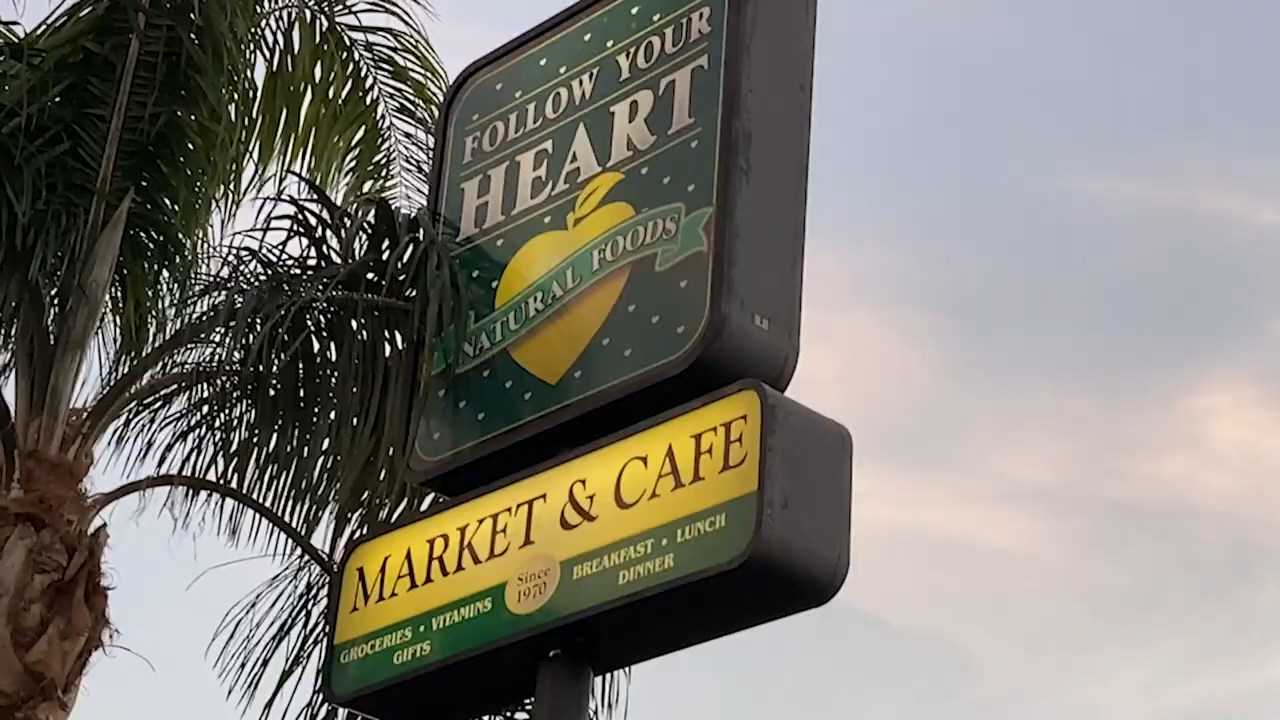 FOLLOW YOUR
HEART
NATURAL FOODS
MARKET & CAFE
Since
1970
GROCERIES • VITAMINS
GIFTS
BREAKFAST • LUNCH
DINNER